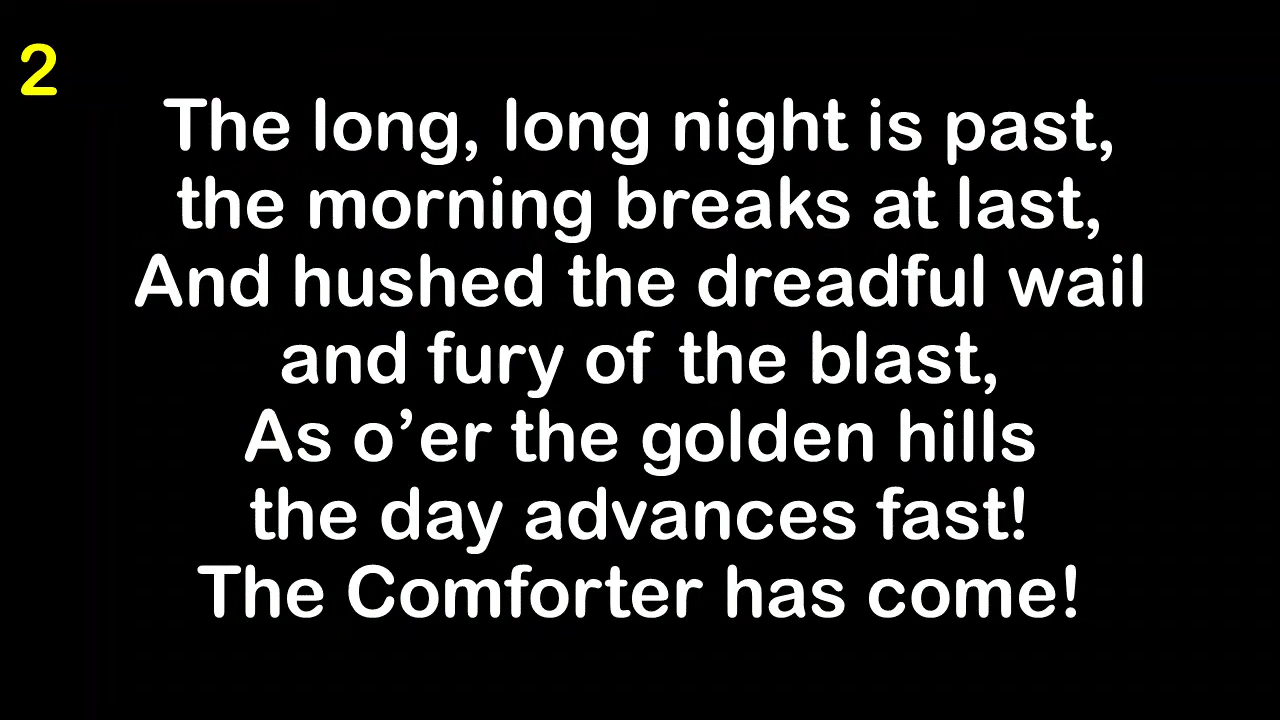 2
The long, long night is past,
the morning breaks at last,
And hushed the dreadful wail
and fury of the blast,
As o’er the golden hills
the day advances fast!
The Comforter has come!